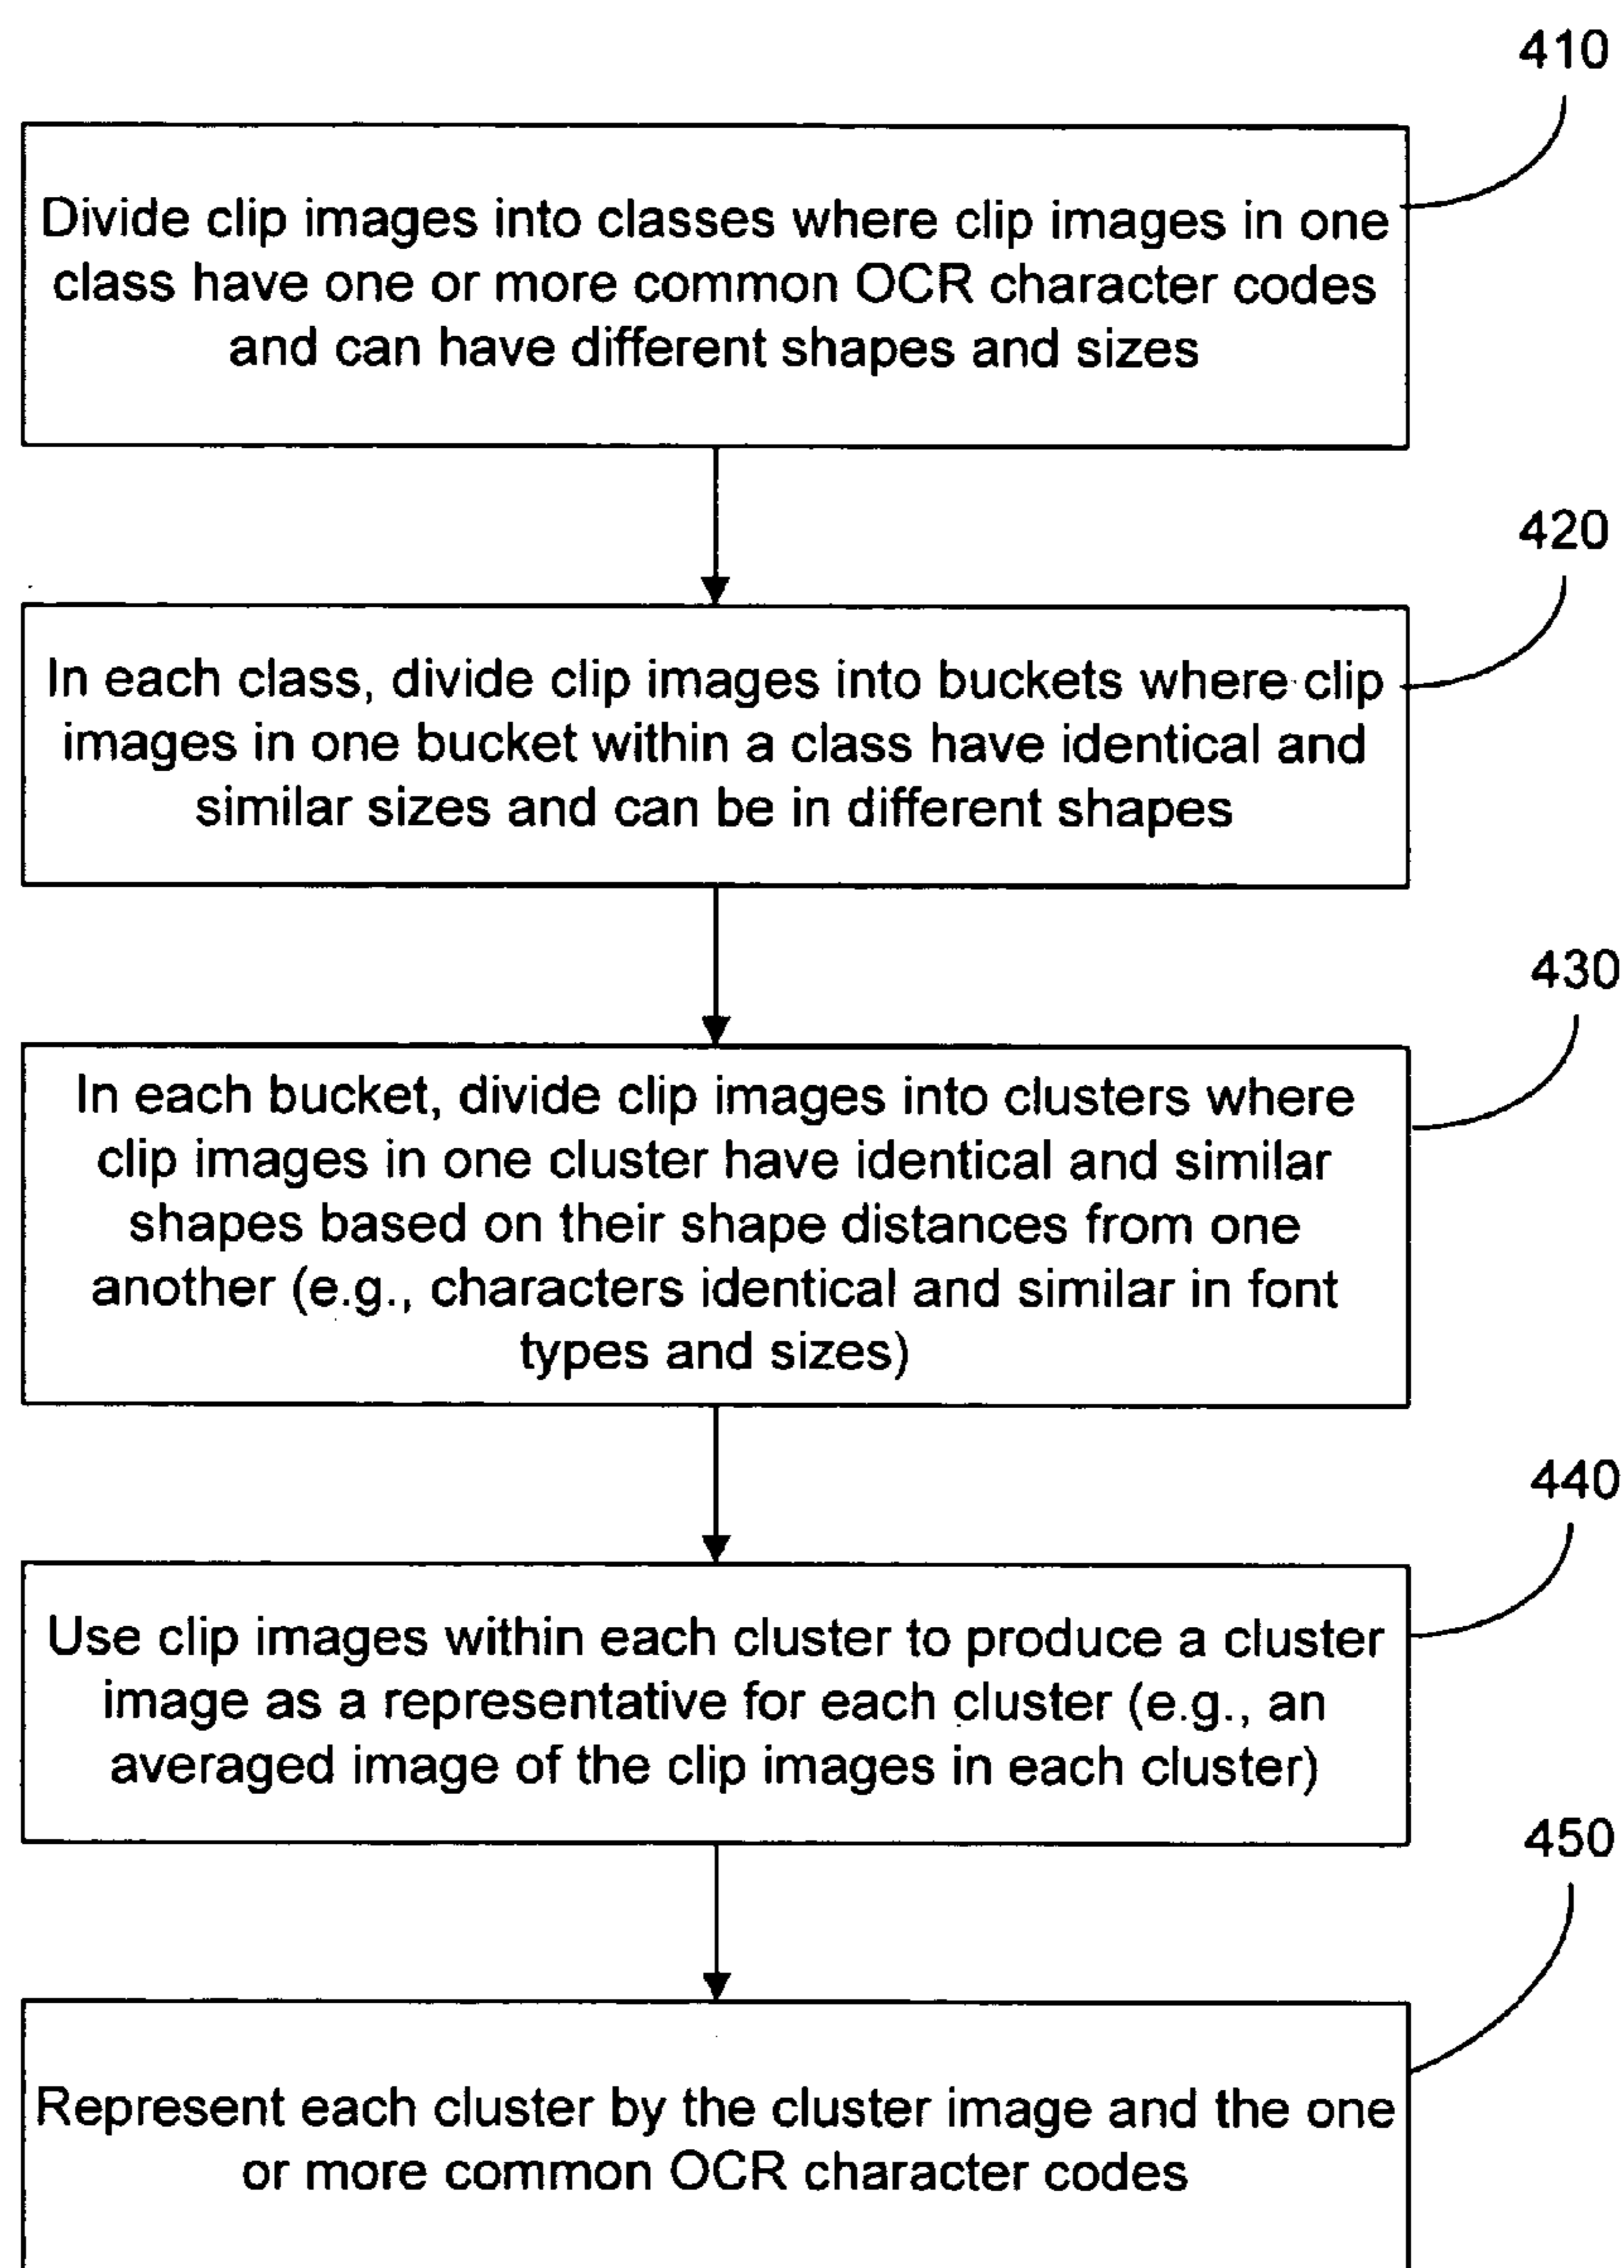 410
Divide clip images into classes where clip images in one
class have one or more common OCR character codes
and can have different shapes and sizes
420
In each class, divide clip images into buckets where clip
images in one bucket within a class have identical and
similar sizes and can be in different shapes
430
In each bucket, divide clip images into clusters where
clip images in one cluster have identical and similar
shapes based on their shape distances from one
another (e.g., characters identical and similar in font
types and sizes)
440
Use clip images within each cluster to produce a cluster
image as a representative for each cluster (e.g., an
averaged image of the clip images in each cluster)
450
Represent each cluster by the cluster image and the one
or more common OCR character codes